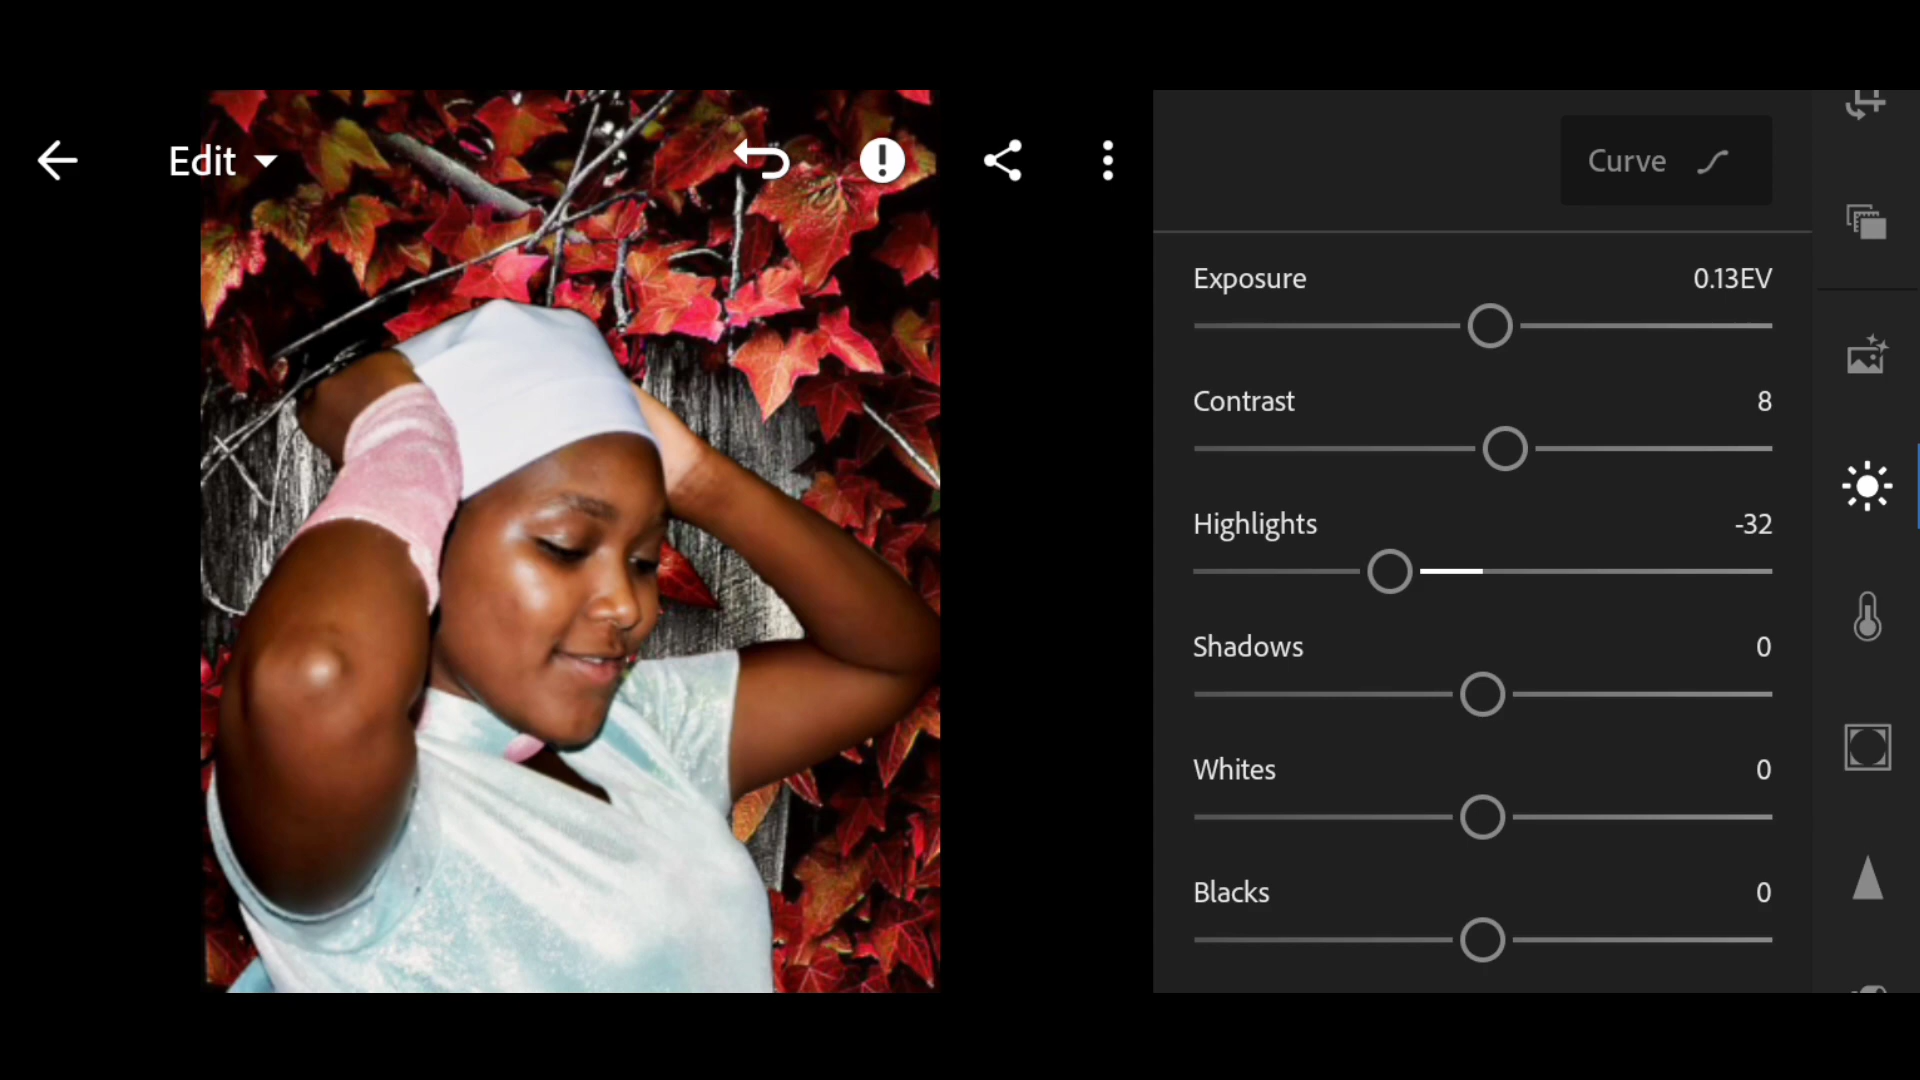 Edit
Curve
Exposure 0.13EV
Contrast 8
Highlights -32
Shadows 0
Whites 0
Blacks 0